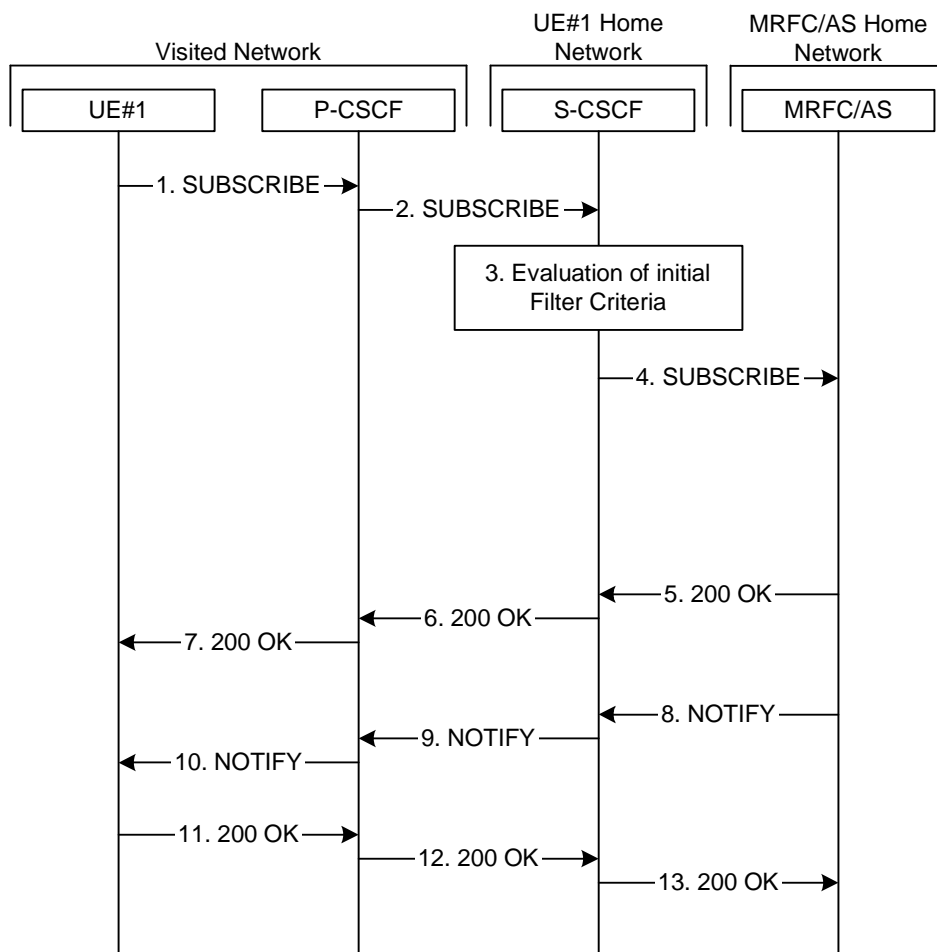 Visited Network
UE#1 Home
Network
MRFC/AS Home
Network
UE#1
P-CSCF
S-CSCF
MRFC/AS
1. SUBSCRIBE
2. SUBSCRIBE
3. Evaluation of initial
Filter Criteria
4. SUBSCRIBE
5. 200 OK
6. 200 OK
7. 200 OK
8. NOTIFY
9. NOTIFY
10. NOTIFY
11. 200 OK
12. 200 OK
13. 200 OK